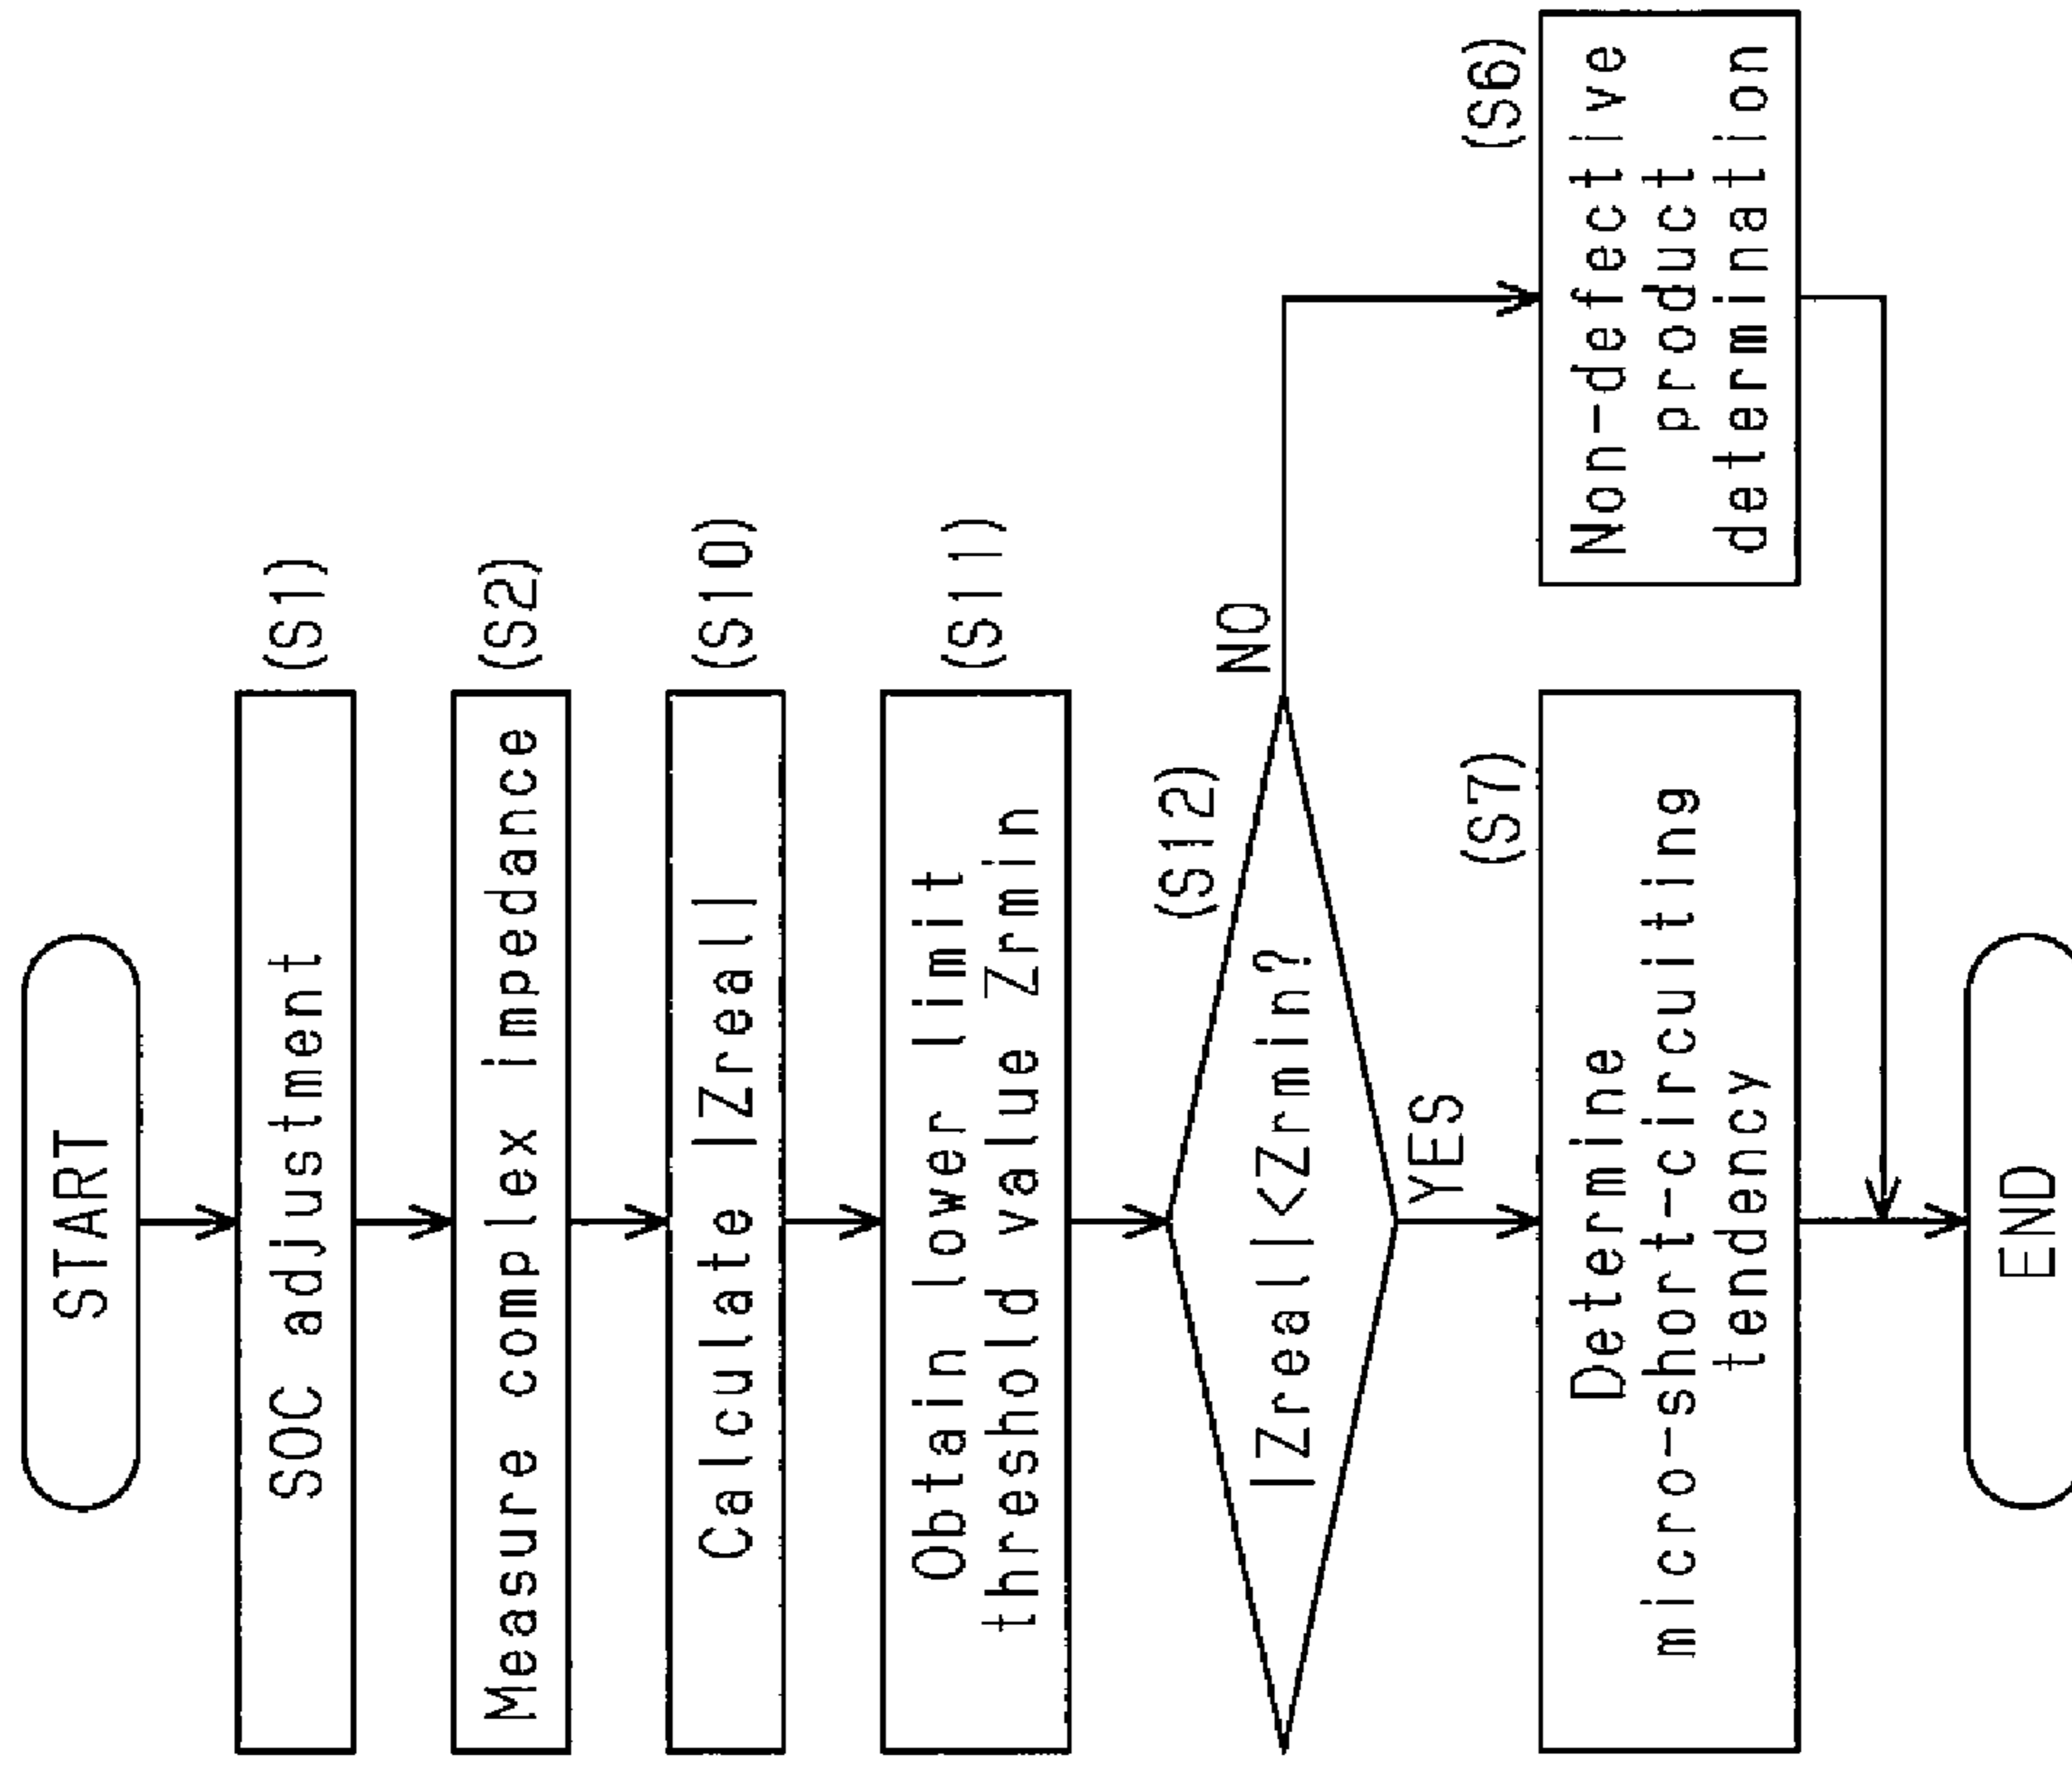 START
(S1)
SOC adjustment
(S2)
Measure complex impedance
(S10)
Calculate |Zreal|
(S11)
Obtain lower limit
threshold value Zrmin
(S12)
|Zreal|<Zrmin?
NO
YES
(S7)
Determine
micro-short-circuiting
tendency
(S6)
Non-defective
product
determination
END